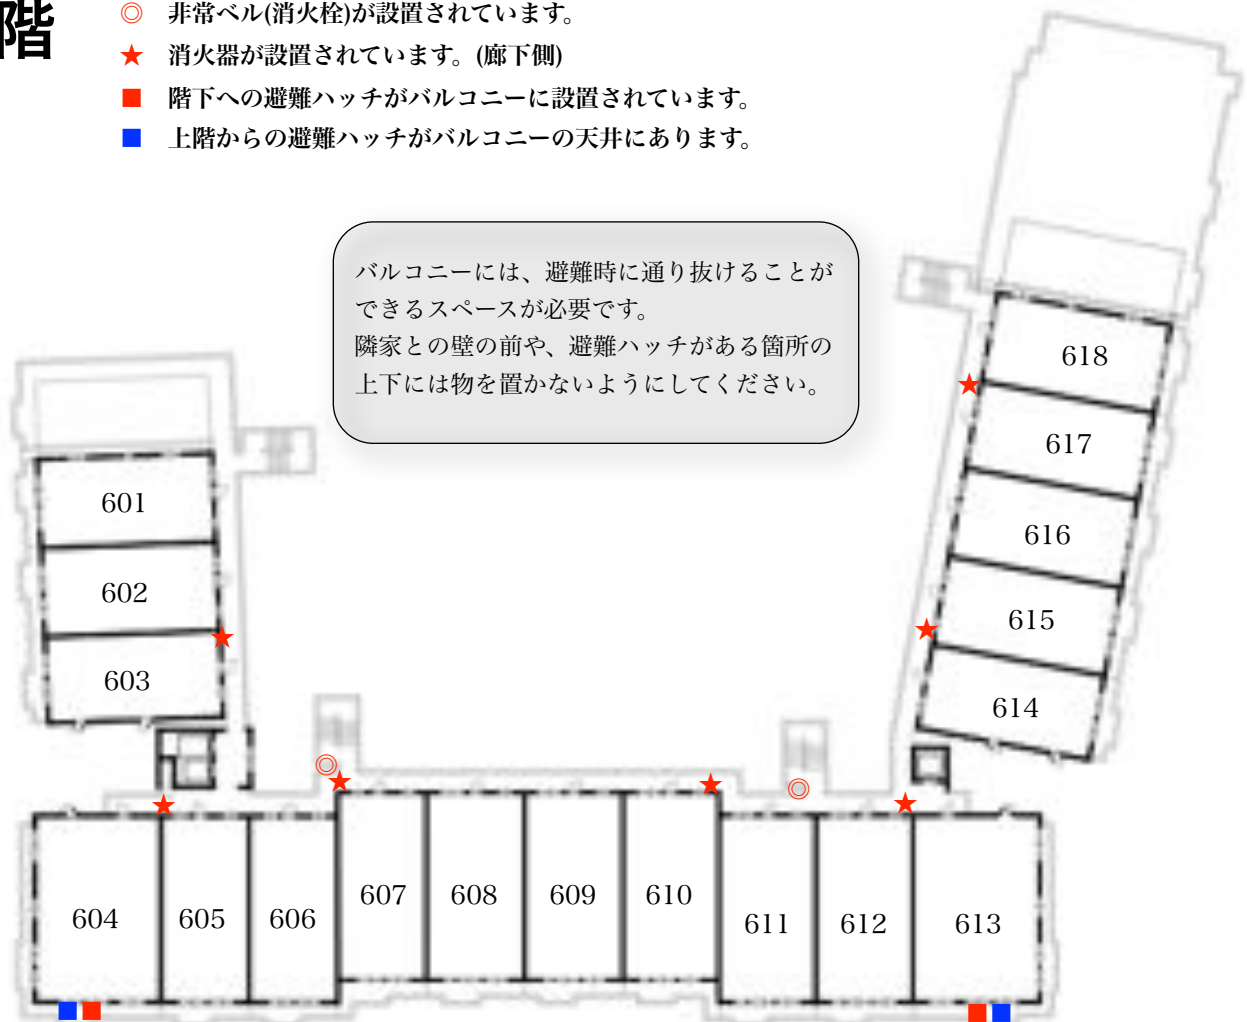 階
◎ 非常ベル(消火栓)が設置されています。
★ 消火器が設置されています。(廊下側)
■ 階下への避難ハッチがバルコニーに設置されています。
■ 上階からの避難ハッチがバルコニーの天井にあります。
バルコニーには、避難時に通り抜けることが
できるスペースが必要です。
隣家との壁の前や、避難ハッチがある箇所の
上下には物を置かないようにしてください。
618
617
616
615
614
601
602
603
604
605
606
607
608
609
610
611
612
613